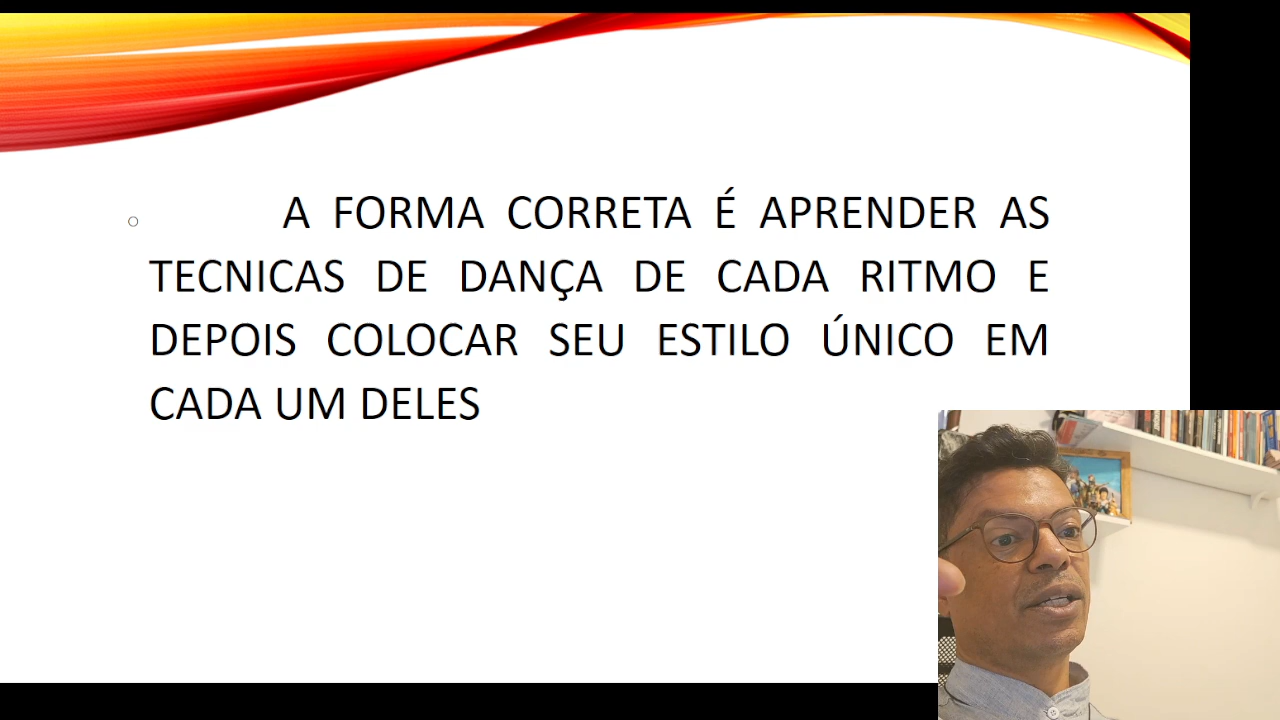 A FORMA CORRETA É APRENDER AS
TECNICAS DE DANÇA DE CADA RITMO E
DEPOIS COLOCAR SEU ESTILO ÚNICO EM
CADA UM DELES